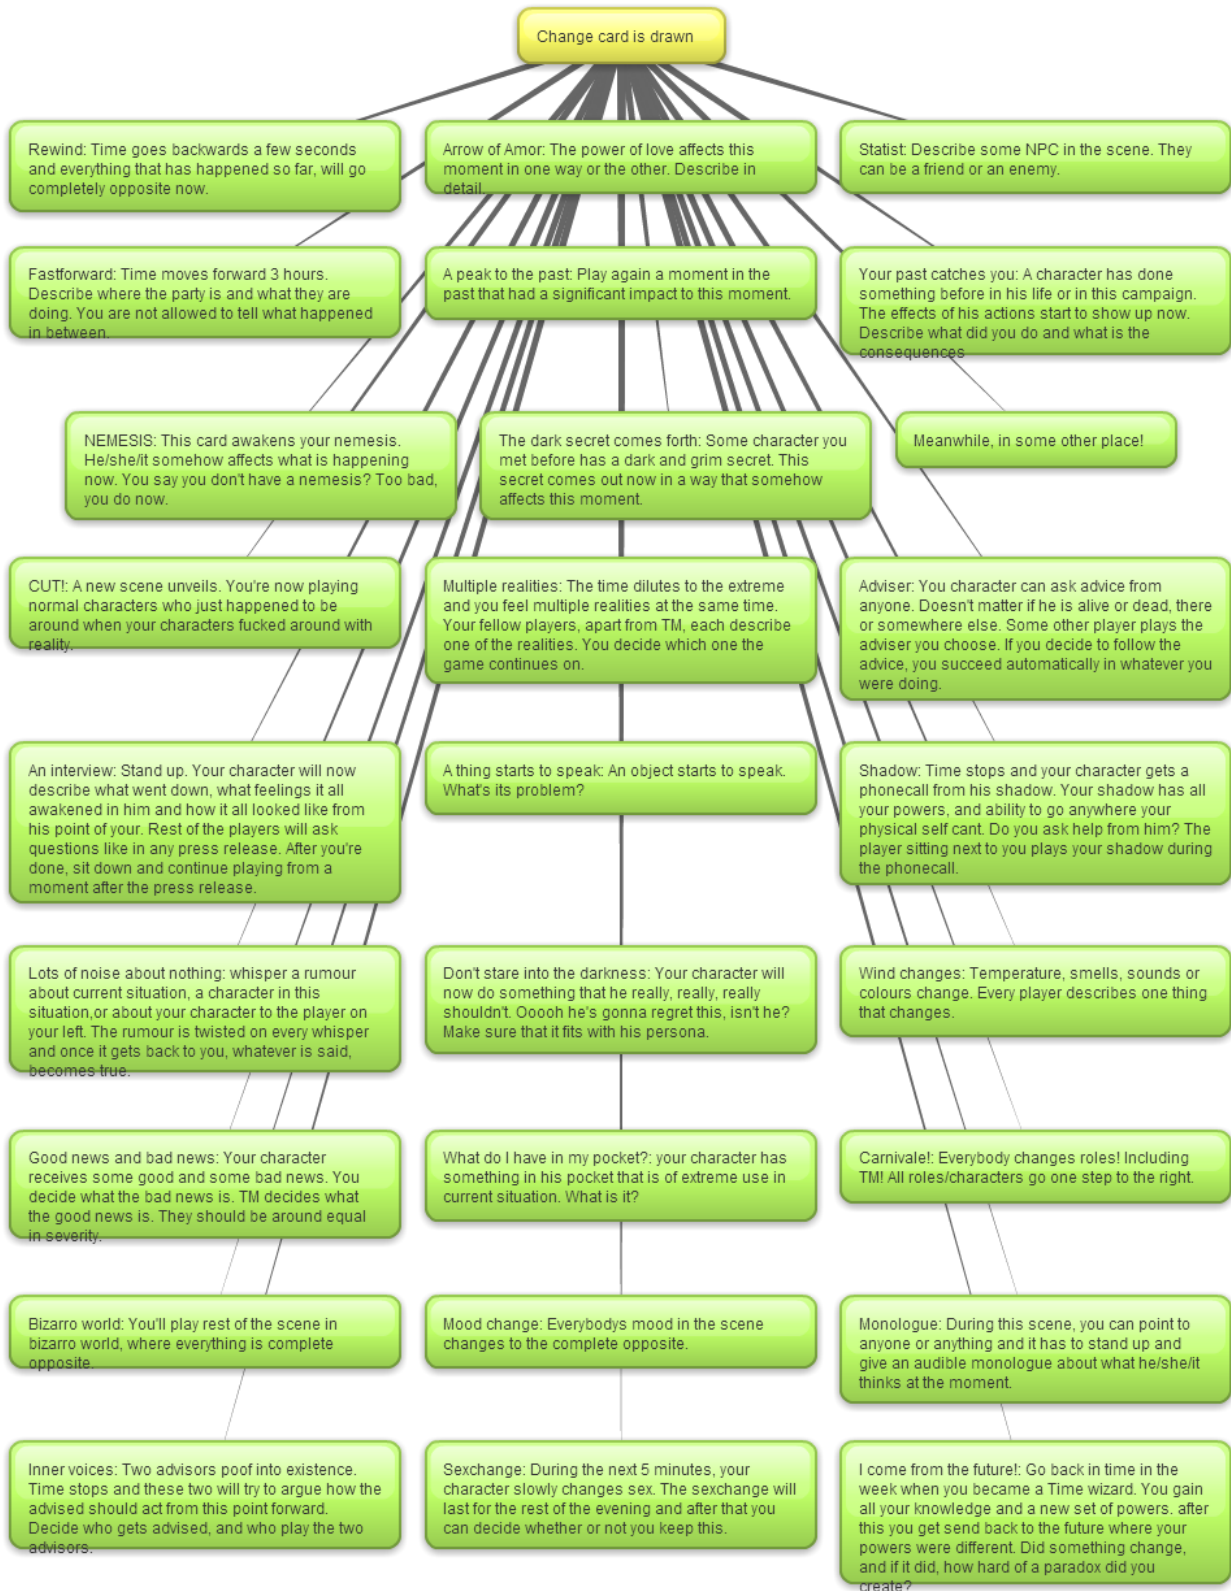 Change card is drawn
Rewind: Time goes backwards a few seconds
and everything that has happened so far, will go
completely opposite now.
Arrow of Amor: The power of love affects this
moment in one way or the other. Describe in
detail.
Statist: Describe some NPC in the scene. They
can be a friend or an enemy.
Fastforward: Time moves forward 3 hours.
Describe where the party is and what they are
doing. You are not allowed to tell what happened
in between.
A peak to the past: Play again a moment in the
past that had a significant impact to this moment.
Your past catches you: A character has done
something before in his life or in this campaign.
The effects of his actions start to show up now.
Describe what did you do and what is the
consequences
NEMESIS: This card awakens your nemesis.
He/she/it somehow affects what is happening
now. You say you don't have a nemesis? Too bad,
you do now.
The dark secret comes forth: Some character you
met before has a dark and grim secret. This
secret comes out now in a way that somehow
affects this moment.
Meanwhile, in some other place!
CUT!: A new scene unveils. You're now playing
normal characters who just happened to be
around when your characters fucked around with
reality.
Multiple realities: The time dilutes to the extreme
and you feel multiple realities at the same time.
Your fellow players, apart from TM, each describe
one of the realities. You decide which one the
game continues on.
Adviser: You character can ask advice from
anyone. Doesn't matter if he is alive or dead, there
or somewhere else. Some other player plays the
adviser you choose. If you decide to follow the
advice, you succeed automatically in whatever you
were doing.
An interview: Stand up. Your character will now
describe what went down, what feelings it all
awakened in him and how it all looked like from
his point of your. Rest of the players will ask
questions like in any press release. After you're
done, sit down and continue playing from a
moment after the press release.
A thing starts to speak: An object starts to speak.
What's its problem?
Shadow: Time stops and your character gets a
phonecall from his shadow. Your shadow has all
your powers, and ability to go anywhere your
physical self cant. Do you ask help from him? The
player sitting next to you plays your shadow during
the phonecall.
Lots of noise about nothing: whisper a rumour
about current situation, a character in this
situation,or about your character to the player on
your left. The rumour is twisted on every whisper
and once it gets back to you, whatever is said,
becomes true.
Don't stare into the darkness: Your character will
now do something that he really, really, really
shouldn't. Ooooh he's gonna regret this, isn't he?
Make sure that it fits with his persona.
Wind changes: Temperature, smells, sounds or
colours change. Every player describes one thing
that changes.
Good news and bad news: Your character
receives some good and some bad news. You
decide what the bad news is. TM decides what
the good news is. They should be around equal
in severity.
What do I have in my pocket?: your character has
something in his pocket that is of extreme use in
current situation. What is it?
Carnivale!: Everybody changes roles! Including
TM! All roles/characters go one step to the right.
Bizarro world: You'll play rest of the scene in
bizarro world, where everything is complete
opposite.
Mood change: Everybodys mood in the scene
changes to the complete opposite.
Monologue: During this scene, you can point to
anyone or anything and it has to stand up and
give an audible monologue about what he/she/it
thinks at the moment.
Inner voices: Two advisors poof into existence.
Time stops and these two will try to argue how the
advised should act from this point forward.
Decide who gets advised, and who play the two
advisors.
Sexchange: During the next 5 minutes, your
character slowly changes sex. The sexchange will
last for the rest of the evening and after that you
can decide whether or not you keep this.
I come from the future!: Go back in time in the
week when you became a Time wizard. You gain
all your knowledge and a new set of powers. after
this you get send back to the future where your
powers were different. Did something change,
and if it did, how hard of a paradox did you
create?